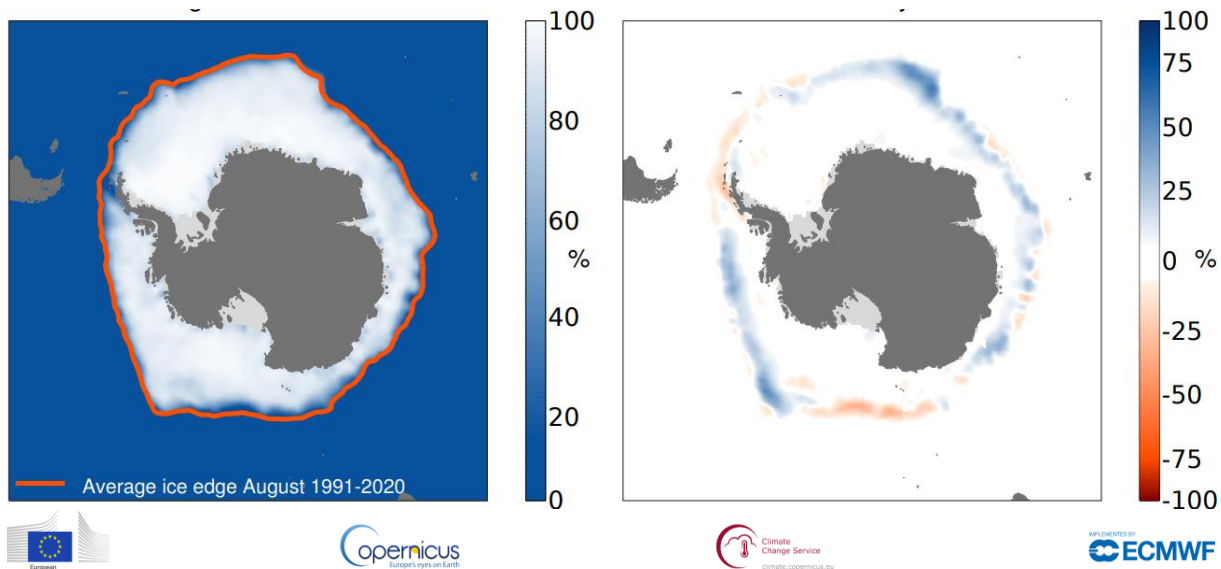 100
80
60
%
40
20
0
Average ice edge August 1991-2020
100
75
50
25
0 %
-25
-50
-75
-100
European
opernicus
Europe's eyes on Earth
Climate
Change Service
climate.copernicus.eu
IMPLEMENTED BY
ECMWF